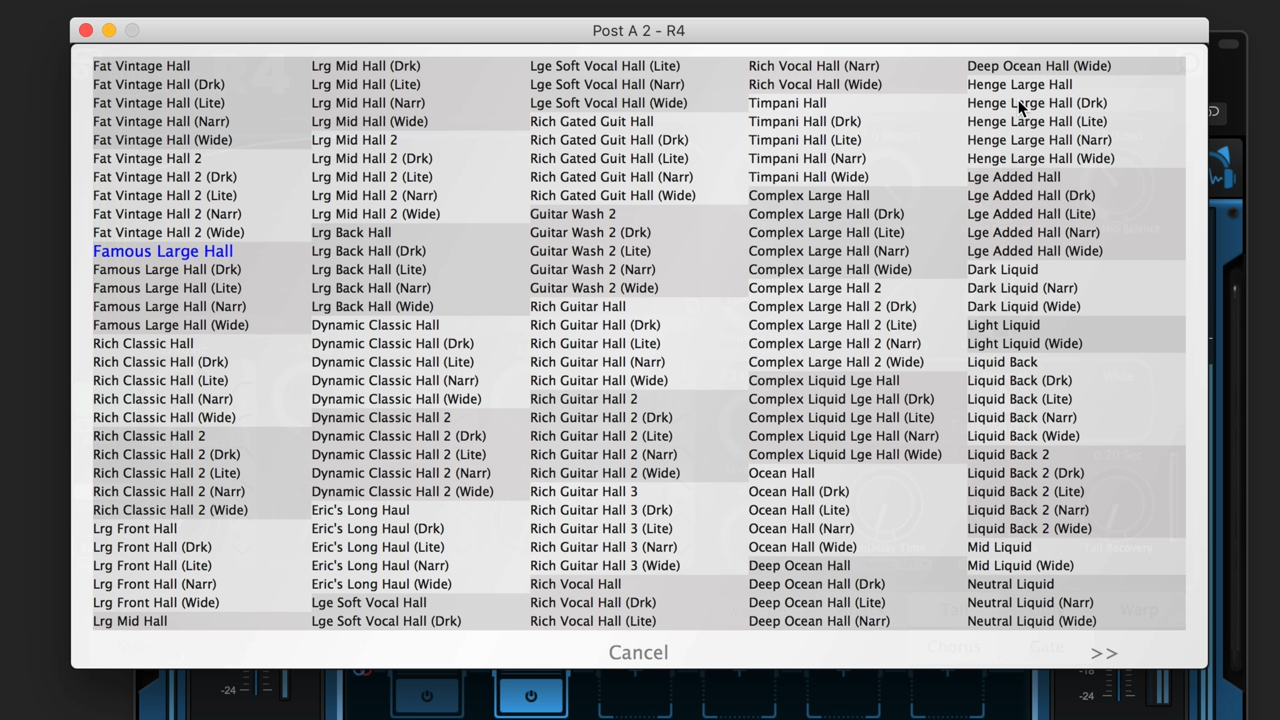 Post A 2 - R4
Fat Vintage Hall
Fat Vintage Hall (Drk)
Fat Vintage Hall (Lite)
Fat Vintage Hall (Narr)
Fat Vintage Hall (Wide)
Fat Vintage Hall 2
Fat Vintage Hall 2 (Drk)
Fat Vintage Hall 2 (Lite)
Fat Vintage Hall 2 (Narr)
Fat Vintage Hall 2 (Wide)
Famous Large Hall
Famous Large Hall (Drk)
Famous Large Hall (Lite)
Famous Large Hall (Narr)
Famous Large Hall (Wide)
Rich Classic Hall
Rich Classic Hall (Drk)
Rich Classic Hall (Lite)
Rich Classic Hall (Narr)
Rich Classic Hall (Wide)
Rich Classic Hall 2
Rich Classic Hall 2 (Drk)
Rich Classic Hall 2 (Lite)
Rich Classic Hall 2 (Narr)
Rich Classic Hall 2 (Wide)
Lrg Front Hall
Lrg Front Hall (Drk)
Lrg Front Hall (Lite)
Lrg Front Hall (Narr)
Lrg Front Hall (Wide)
Lrg Mid Hall
Lrg Mid Hall (Drk)
Lrg Mid Hall (Lite)
Lrg Mid Hall (Narr)
Lrg Mid Hall (Wide)
Lrg Mid Hall 2
Lrg Mid Hall 2 (Drk)
Lrg Mid Hall 2 (Lite)
Lrg Mid Hall 2 (Narr)
Lrg Mid Hall 2 (Wide)
Lrg Back Hall
Lrg Back Hall (Drk)
Lrg Back Hall (Lite)
Lrg Back Hall (Narr)
Lrg Back Hall (Wide)
Dynamic Classic Hall
Dynamic Classic Hall (Drk)
Dynamic Classic Hall (Lite)
Dynamic Classic Hall (Narr)
Dynamic Classic Hall (Wide)
Dynamic Classic Hall 2
Dynamic Classic Hall 2 (Drk)
Dynamic Classic Hall 2 (Lite)
Dynamic Classic Hall 2 (Narr)
Dynamic Classic Hall 2 (Wide)
Eric's Long Haul
Eric's Long Haul (Drk)
Eric's Long Haul (Lite)
Eric's Long Haul (Narr)
Eric's Long Haul (Wide)
Lge Soft Vocal Hall
Lge Soft Vocal Hall (Drk)
Lge Soft Vocal Hall (Lite)
Lge Soft Vocal Hall (Narr)
Lge Soft Vocal Hall (Wide)
Rich Gated Guit Hall
Rich Gated Guit Hall (Drk)
Rich Gated Guit Hall (Lite)
Rich Gated Guit Hall (Narr)
Rich Gated Guit Hall (Wide)
Guitar Wash 2
Guitar Wash 2 (Drk)
Guitar Wash 2 (Lite)
Guitar Wash 2 (Narr)
Guitar Wash 2 (Wide)
Rich Guitar Hall
Rich Guitar Hall (Drk)
Rich Guitar Hall (Lite)
Rich Guitar Hall (Narr)
Rich Guitar Hall (Wide)
Rich Guitar Hall 2
Rich Guitar Hall 2 (Drk)
Rich Guitar Hall 2 (Lite)
Rich Guitar Hall 2 (Narr)
Rich Guitar Hall 2 (Wide)
Rich Guitar Hall 3
Rich Guitar Hall 3 (Drk)
Rich Guitar Hall 3 (Lite)
Rich Guitar Hall 3 (Narr)
Rich Guitar Hall 3 (Wide)
Rich Vocal Hall
Rich Vocal Hall (Drk)
Rich Vocal Hall (Lite)
Rich Vocal Hall (Narr)
Rich Vocal Hall (Wide)
Timpani Hall
Timpani Hall (Drk)
Timpani Hall (Lite)
Timpani Hall (Narr)
Timpani Hall (Wide)
Complex Large Hall
Complex Large Hall (Drk)
Complex Large Hall (Lite)
Complex Large Hall (Narr)
Complex Large Hall (Wide)
Complex Large Hall 2
Complex Large Hall 2 (Drk)
Complex Large Hall 2 (Lite)
Complex Large Hall 2 (Narr)
Complex Large Hall 2 (Wide)
Complex Liquid Lge Hall
Complex Liquid Lge Hall (Drk)
Complex Liquid Lge Hall (Lite)
Complex Liquid Lge Hall (Narr)
Complex Liquid Lge Hall (Wide)
Ocean Hall
Ocean Hall (Drk)
Ocean Hall (Lite)
Ocean Hall (Narr)
Ocean Hall (Wide)
Deep Ocean Hall
Deep Ocean Hall (Drk)
Deep Ocean Hall (Lite)
Deep Ocean Hall (Narr)
Deep Ocean Hall (Wide)
Henge Large Hall
Henge Large Hall (Drk)
Henge Large Hall (Lite)
Henge Large Hall (Narr)
Henge Large Hall (Wide)
Lge Added Hall
Lge Added Hall (Drk)
Lge Added Hall (Lite)
Lge Added Hall (Narr)
Lge Added Hall (Wide)
Dark Liquid
Dark Liquid (Narr)
Dark Liquid (Wide)
Light Liquid
Light Liquid (Wide)
Liquid Back
Liquid Back (Drk)
Liquid Back (Lite)
Liquid Back (Narr)
Liquid Back (Wide)
Liquid Back 2
Liquid Back 2 (Drk)
Liquid Back 2 (Lite)
Liquid Back 2 (Narr)
Liquid Back 2 (Wide)
Mid Liquid
Mid Liquid (Wide)
Neutral Liquid
Neutral Liquid (Narr)
Neutral Liquid (Wide)
Warp
Chorus
Gate
Cancel
>>
-24
-24